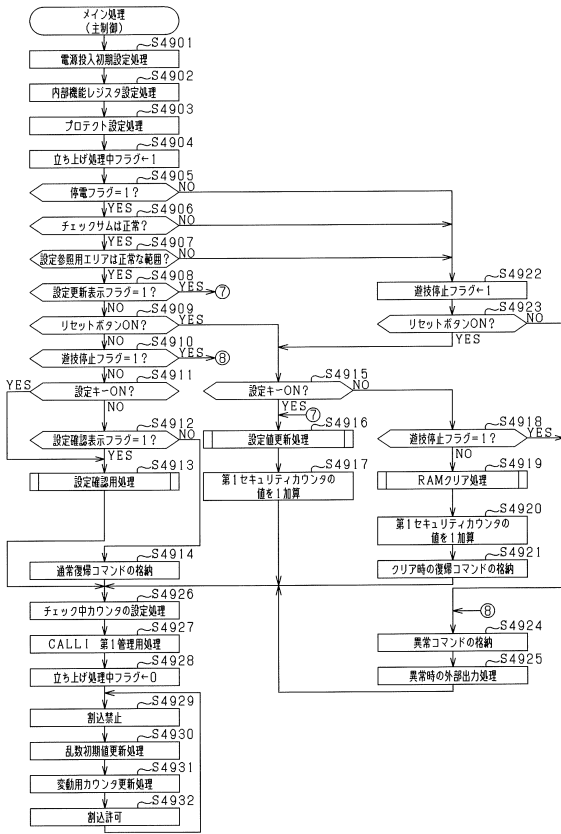 メイン処理
(主制御)
S4901
電源投入初期設定処理
S4902
内部機能レジスタ設定処理
S4903
プロテクト設定処理
S4904
立ち上げ処理中フラグ←1
S4905
停電フラグ=1?
NO
YES
S4906
チェックサムは正常?
NO
YES
S4907
設定参照用エリアは正常な範囲?
NO
YES
S4908
設定更新表示フラグ=1?
YES
⑦
NO
S4909
リセットボタンON?
YES
NO
S4910
遊技停止フラグ=1?
YES
⑧
NO
S4911
YES
設定キーON?
NO
S4912
設定確認表示フラグ=1?
NO
YES
S4913
設定確認用処理
S4914
通常復帰コマンドの格納
S4915
設定キーON?
NO
YES
⑦
S4916
設定値更新処理
S4917
第1セキュリティカウンタの
値を1加算
S4922
遊技停止フラグ←1
S4923
リセットボタンON?
NO
YES
S4918
遊技停止フラグ=1?
YES
NO
S4919
RAMクリア処理
S4920
第1セキュリティカウンタの
値を1加算
S4921
クリア時の復帰コマンドの格納
⑧
S4924
異常コマンドの格納
S4925
異常時の外部出力処理
S4926
チェック中カウンタの設定処理
S4927
CALLI 第1管理用処理
S4928
立ち上げ処理中フラグ←0
S4929
割込禁止
S4930
乱数初期値更新処理
S4931
変動用カウンタ更新処理
S4932
割込許可